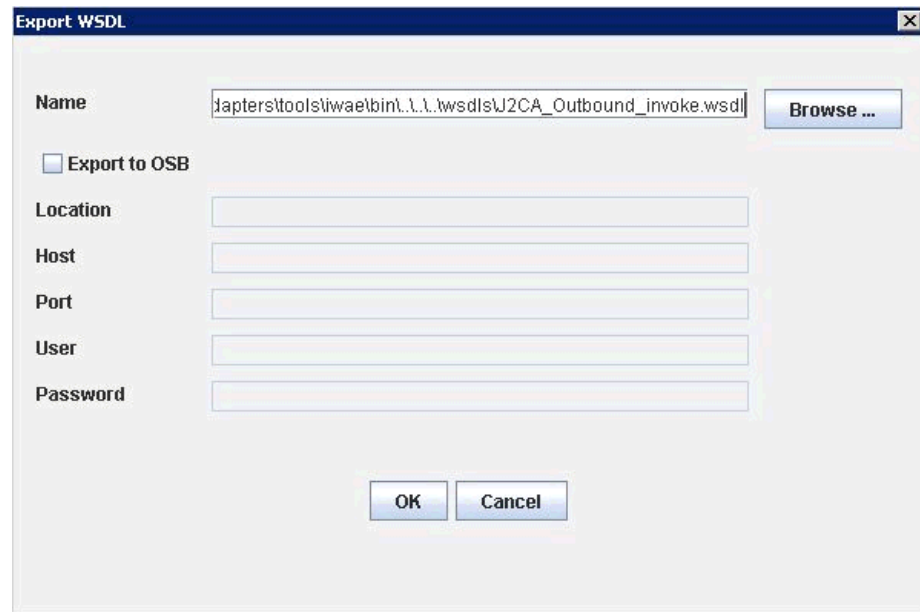 Export WSDL
Name dapters\tools\iwae\bin\..\..\..\wsdls\J2CA_Outbound_invoke.wsdl Browse ...
Export to OSB
Location
Host
Port
User
Password
OK Cancel